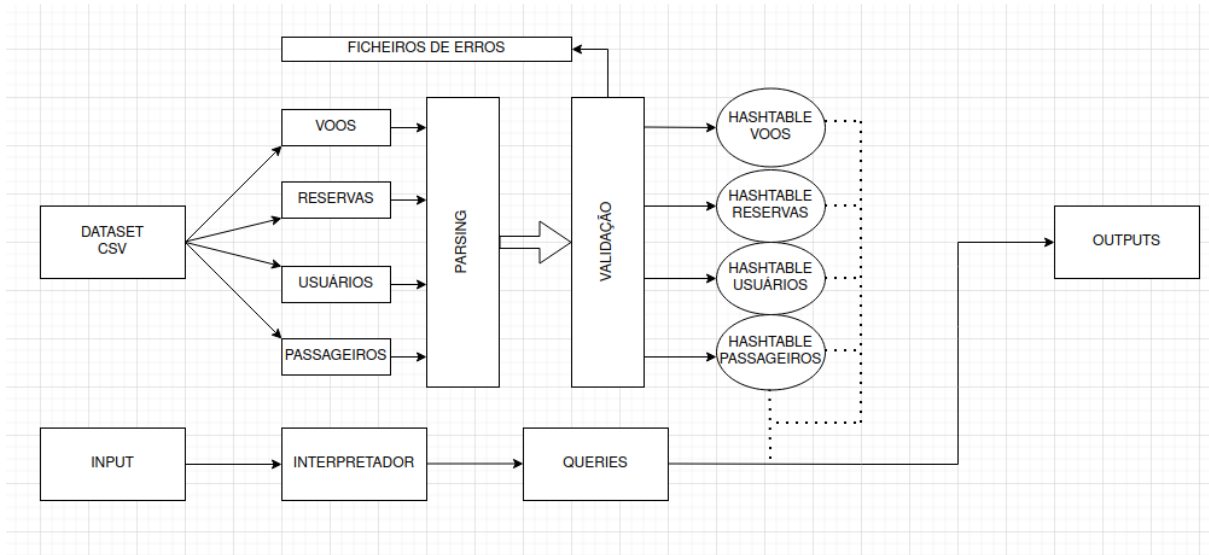 FICHEIROS DE ERROS
DATASET
CSV
VOOS
RESERVAS
USUÁRIOS
PASSAGEIROS
PARSING
VALIDAÇÃO
HASHTABLE
VOOS
HASHTABLE
RESERVAS
HASHTABLE
USUÁRIOS
HASHTABLE
PASSAGEIROS
OUTPUTS
INPUT
INTERPRETADOR
QUERIES